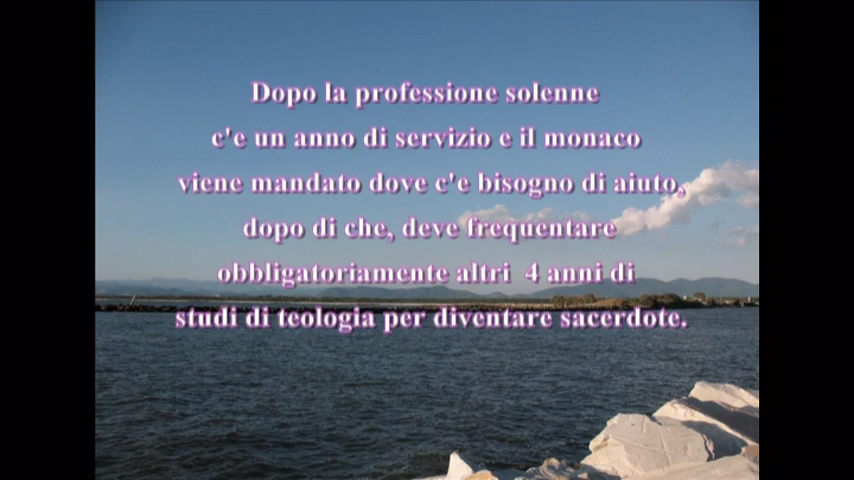 Dopo la professione solenne
c'e un anno di servizio e il monaco
viene mandato dove c'e bisogno di aiuto,
dopo di che, deve frequentare
obbligatoriamente altri 4 anni di
studi di teologia per diventare sacerdote.